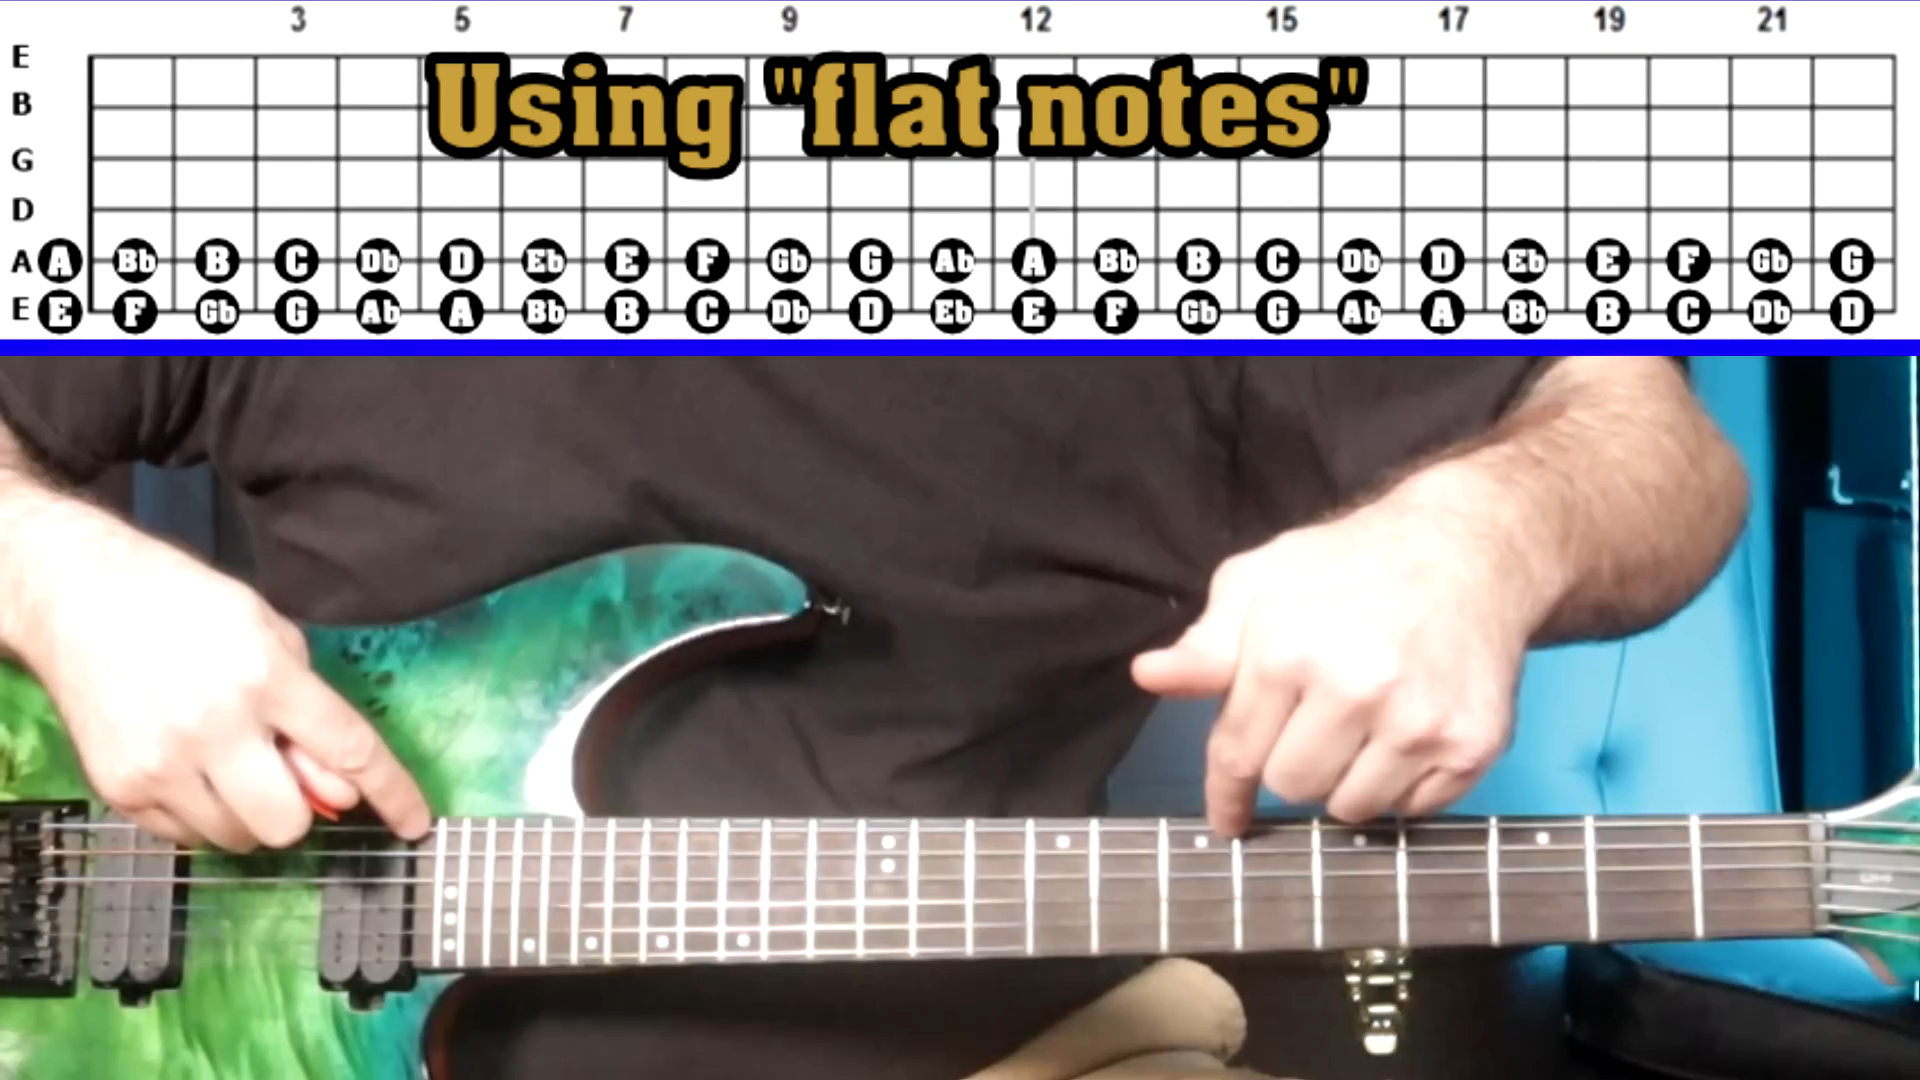 3 5 7 9 12 15 17 19 21
E
Using "flat notes"
B
G
D
A A Bb B C Db D Eb E F Gb G Ab A Bb B C Db D Eb E F Gb G
E E F Gb G Ab A Bb B C Db D Eb E F Gb G Ab A Bb B C Db D